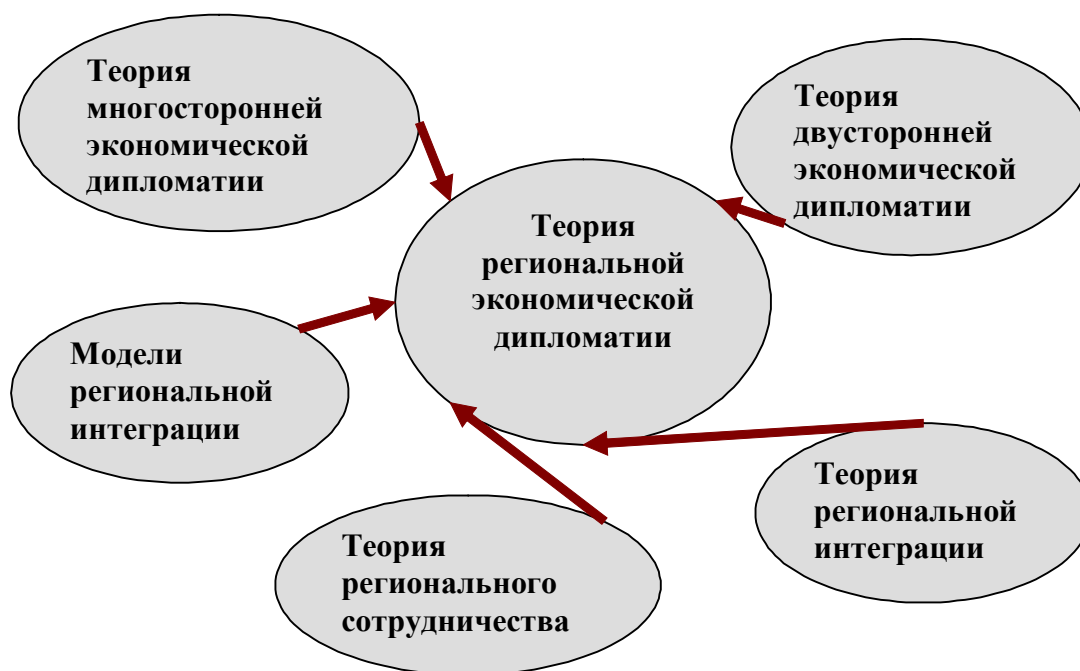 Теория
многосторонней
экономической
дипломатии
Теория
двусторонней
экономической
дипломатии
Теория
региональной
экономической
дипломатии
Модели
региональной
интеграции
Теория
регионального
сотрудничества
Теория
региональной
интеграции